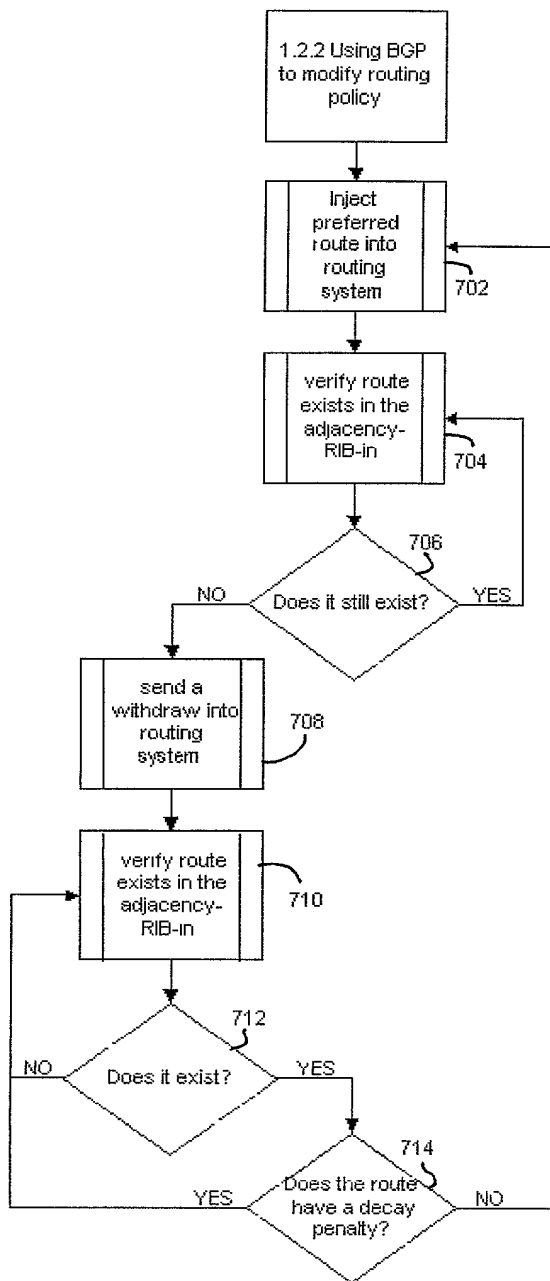 1.2.2 Using BGP
to modify routing
policy
Inject
preferred
route into
routing
system
702
verify route
exists in the
adjacency-
RIB-in
704
706
Does it still exist?
NO
YES
send a
withdraw into
routing
system
708
verify route
exists in the
adjacency-
RIB-in
710
712
Does it exist?
NO
YES
714
Does the route
have a decay
penalty?
YES
NO